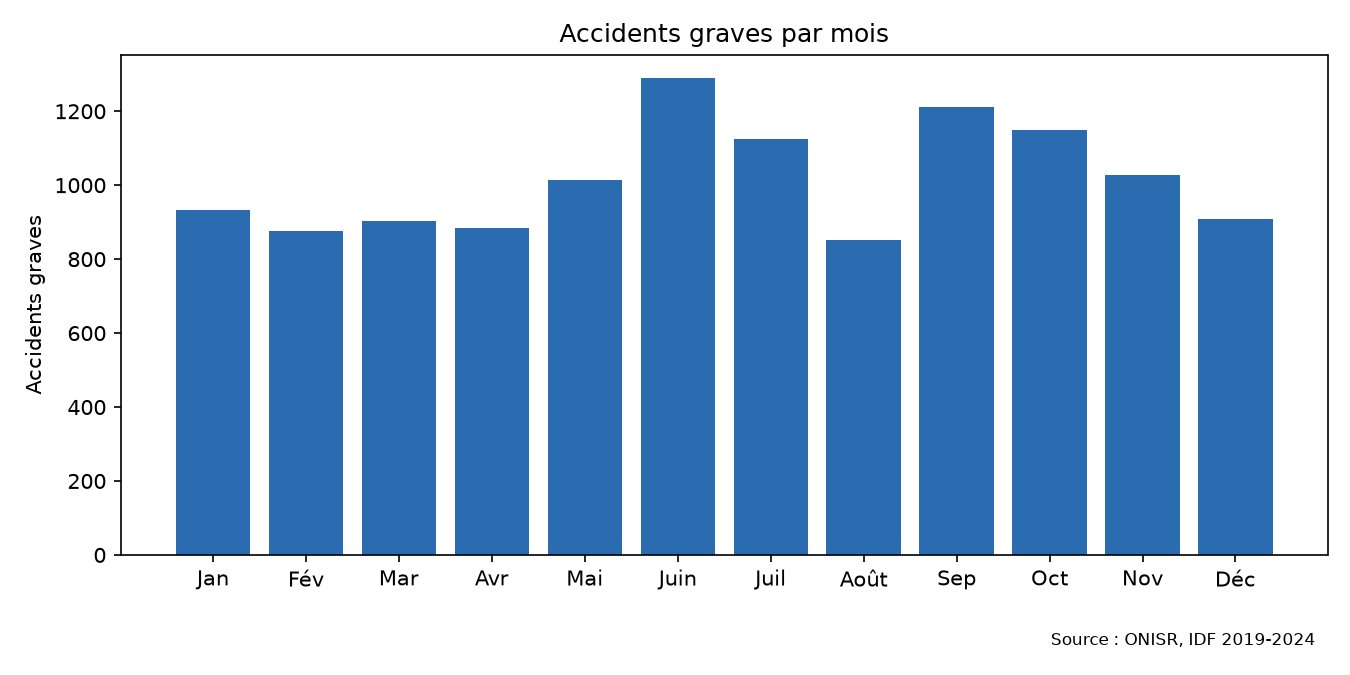 Accidents graves par mois
Accidents graves
1200
1000
800
600
400
200
0
Jan Fév Mar Avr Mai Juin Juil Août Sep Oct Nov Déc
Source : ONISR, IDF 2019-2024